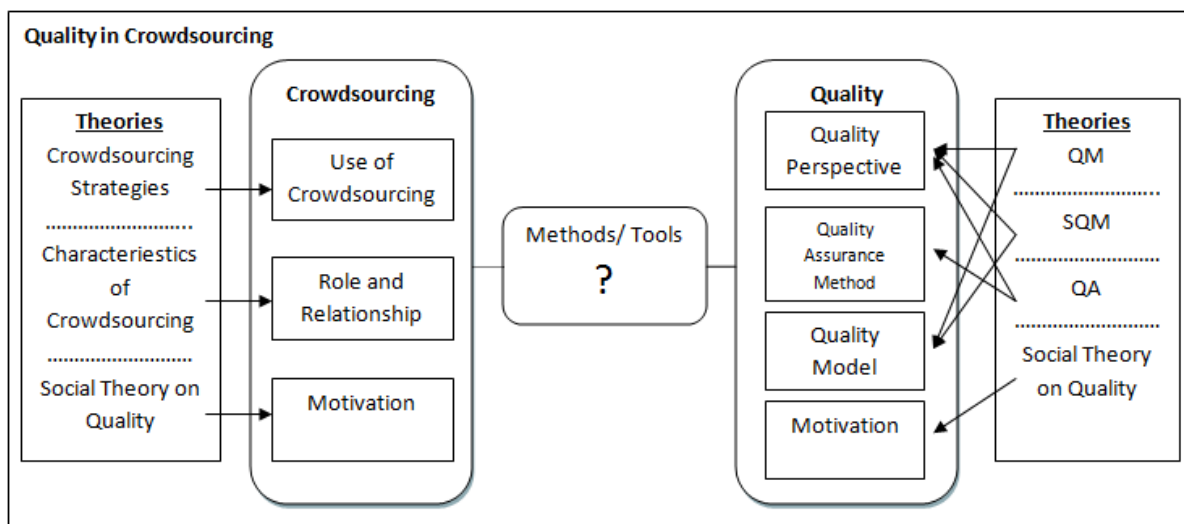 Quality in Crowdsourcing
Theories
Crowdsourcing
Strategies
..........................
Characteriestics
of
Crowdsourcing
..........................
Social Theory on
Quality
Crowdsourcing
Use of
Crowdsourcing
Role and
Relationship
Motivation
Methods/ Tools
?
Quality
Quality
Perspective
Quality
Assurance
Method
Quality
Model
Motivation
Theories
QM
..........................
SQM
..........................
QA
..........................
Social Theory
on Quality